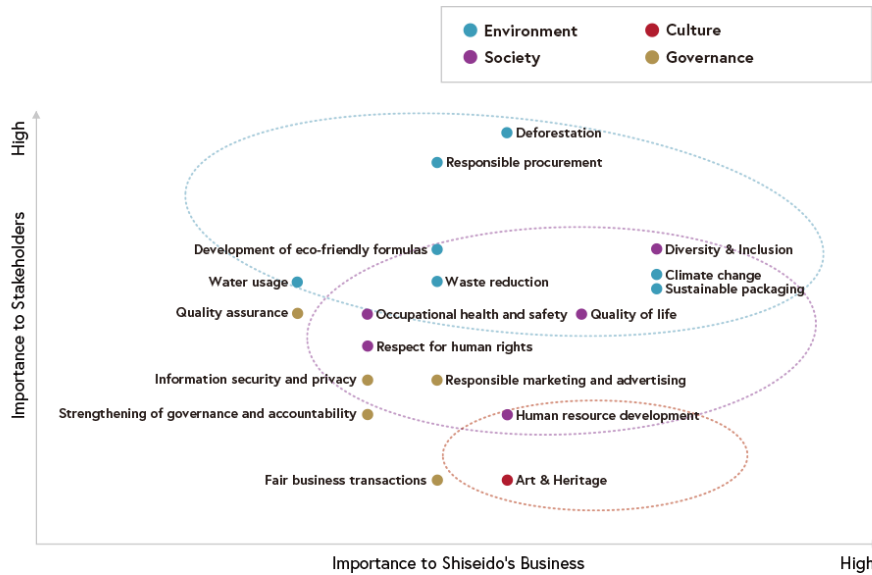 Environment
Culture
Society
Governance
High
Importance to Stakeholders
Deforestation
Responsible procurement
Development of eco-friendly formulas
Diversity & Inclusion
Water usage
Waste reduction
Climate change
Sustainable packaging
Quality assurance
Occupational health and safety
Quality of life
Respect for human rights
Information security and privacy
Responsible marketing and advertising
Strengthening of governance and accountability
Human resource development
Fair business transactions
Art & Heritage
Importance to Shiseido's Business
High